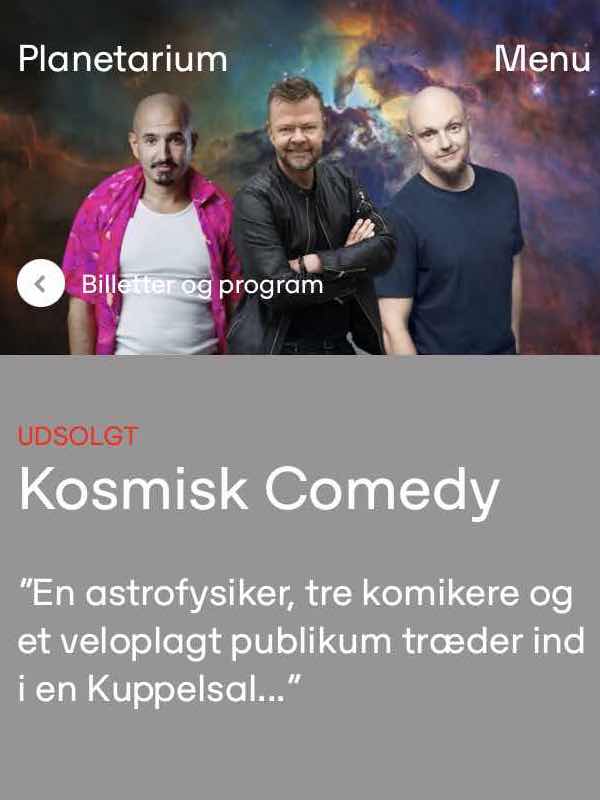 Planetarium Menu
Billetter og program
UDSOLGT
Kosmisk Comedy
”En astrofysiker, tre komikere og
et veloplagt publikum træder ind
i en Kuppelsal...”